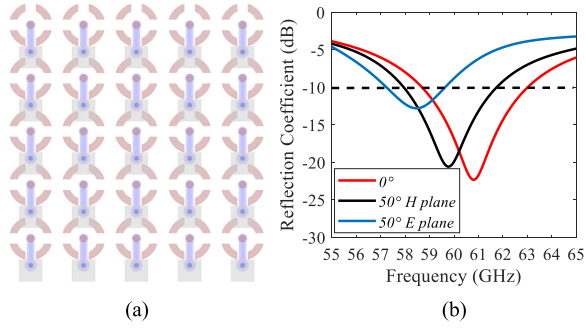 0
-5
-10
-15
-20
-25
-30
Reflection Coefficient (dB)
0°
50° H plane
50° E plane
55 56 57 58 59 60 61 62 63 64 65
Frequency (GHz)
(a) (b)